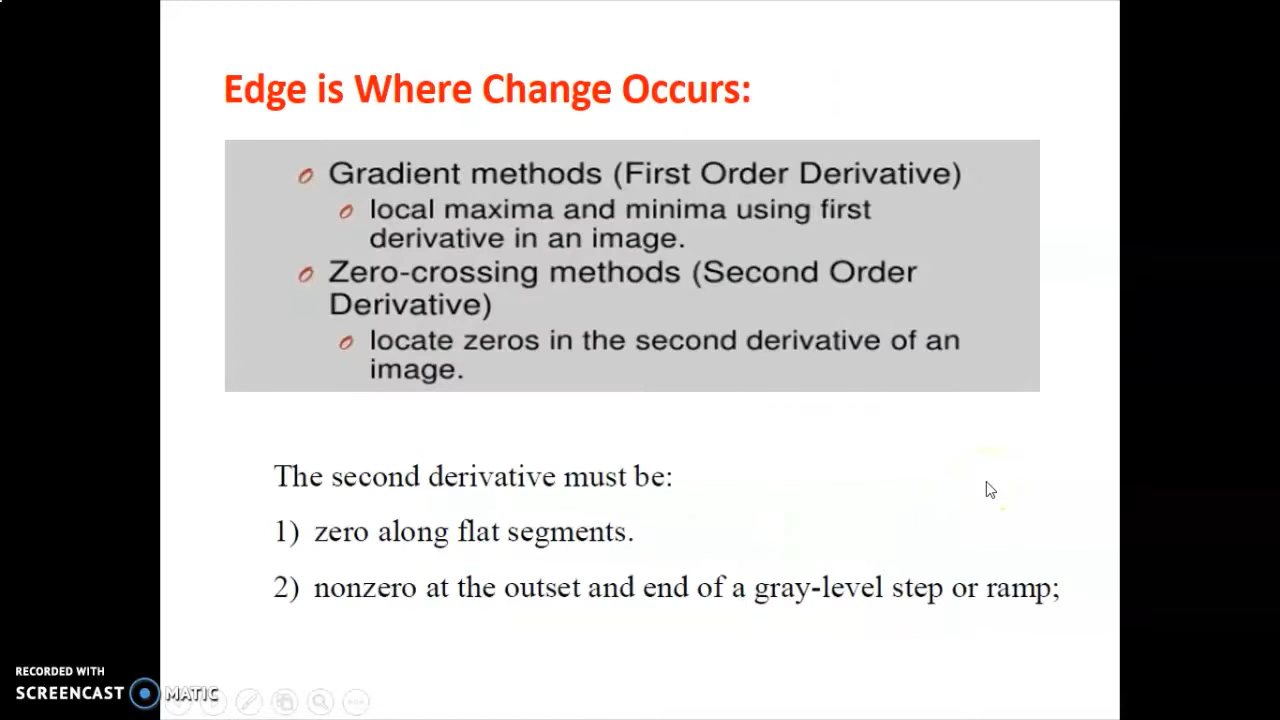 Edge is Where Change Occurs:
o Gradient methods (First Order Derivative)
o local maxima and minima using first
derivative in an image.
o Zero-crossing methods (Second Order
Derivative)
o locate zeros in the second derivative of an
image.
The second derivative must be:
1) zero along flat segments.
2) nonzero at the outset and end of a gray-level step or ramp;
RECORDED WITH
SCREENCAST MATIC